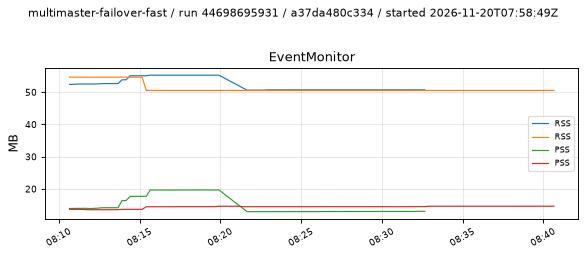 multimaster-failover-fast / run 44698695931 / a37da480c334 / started 2026-11-20T07:58:49Z
EventMonitor
MB
50
40
30
20
08:10
08:15
08:20
08:25
08:30
08:35
08:40
RSS
RSS
PSS
PSS